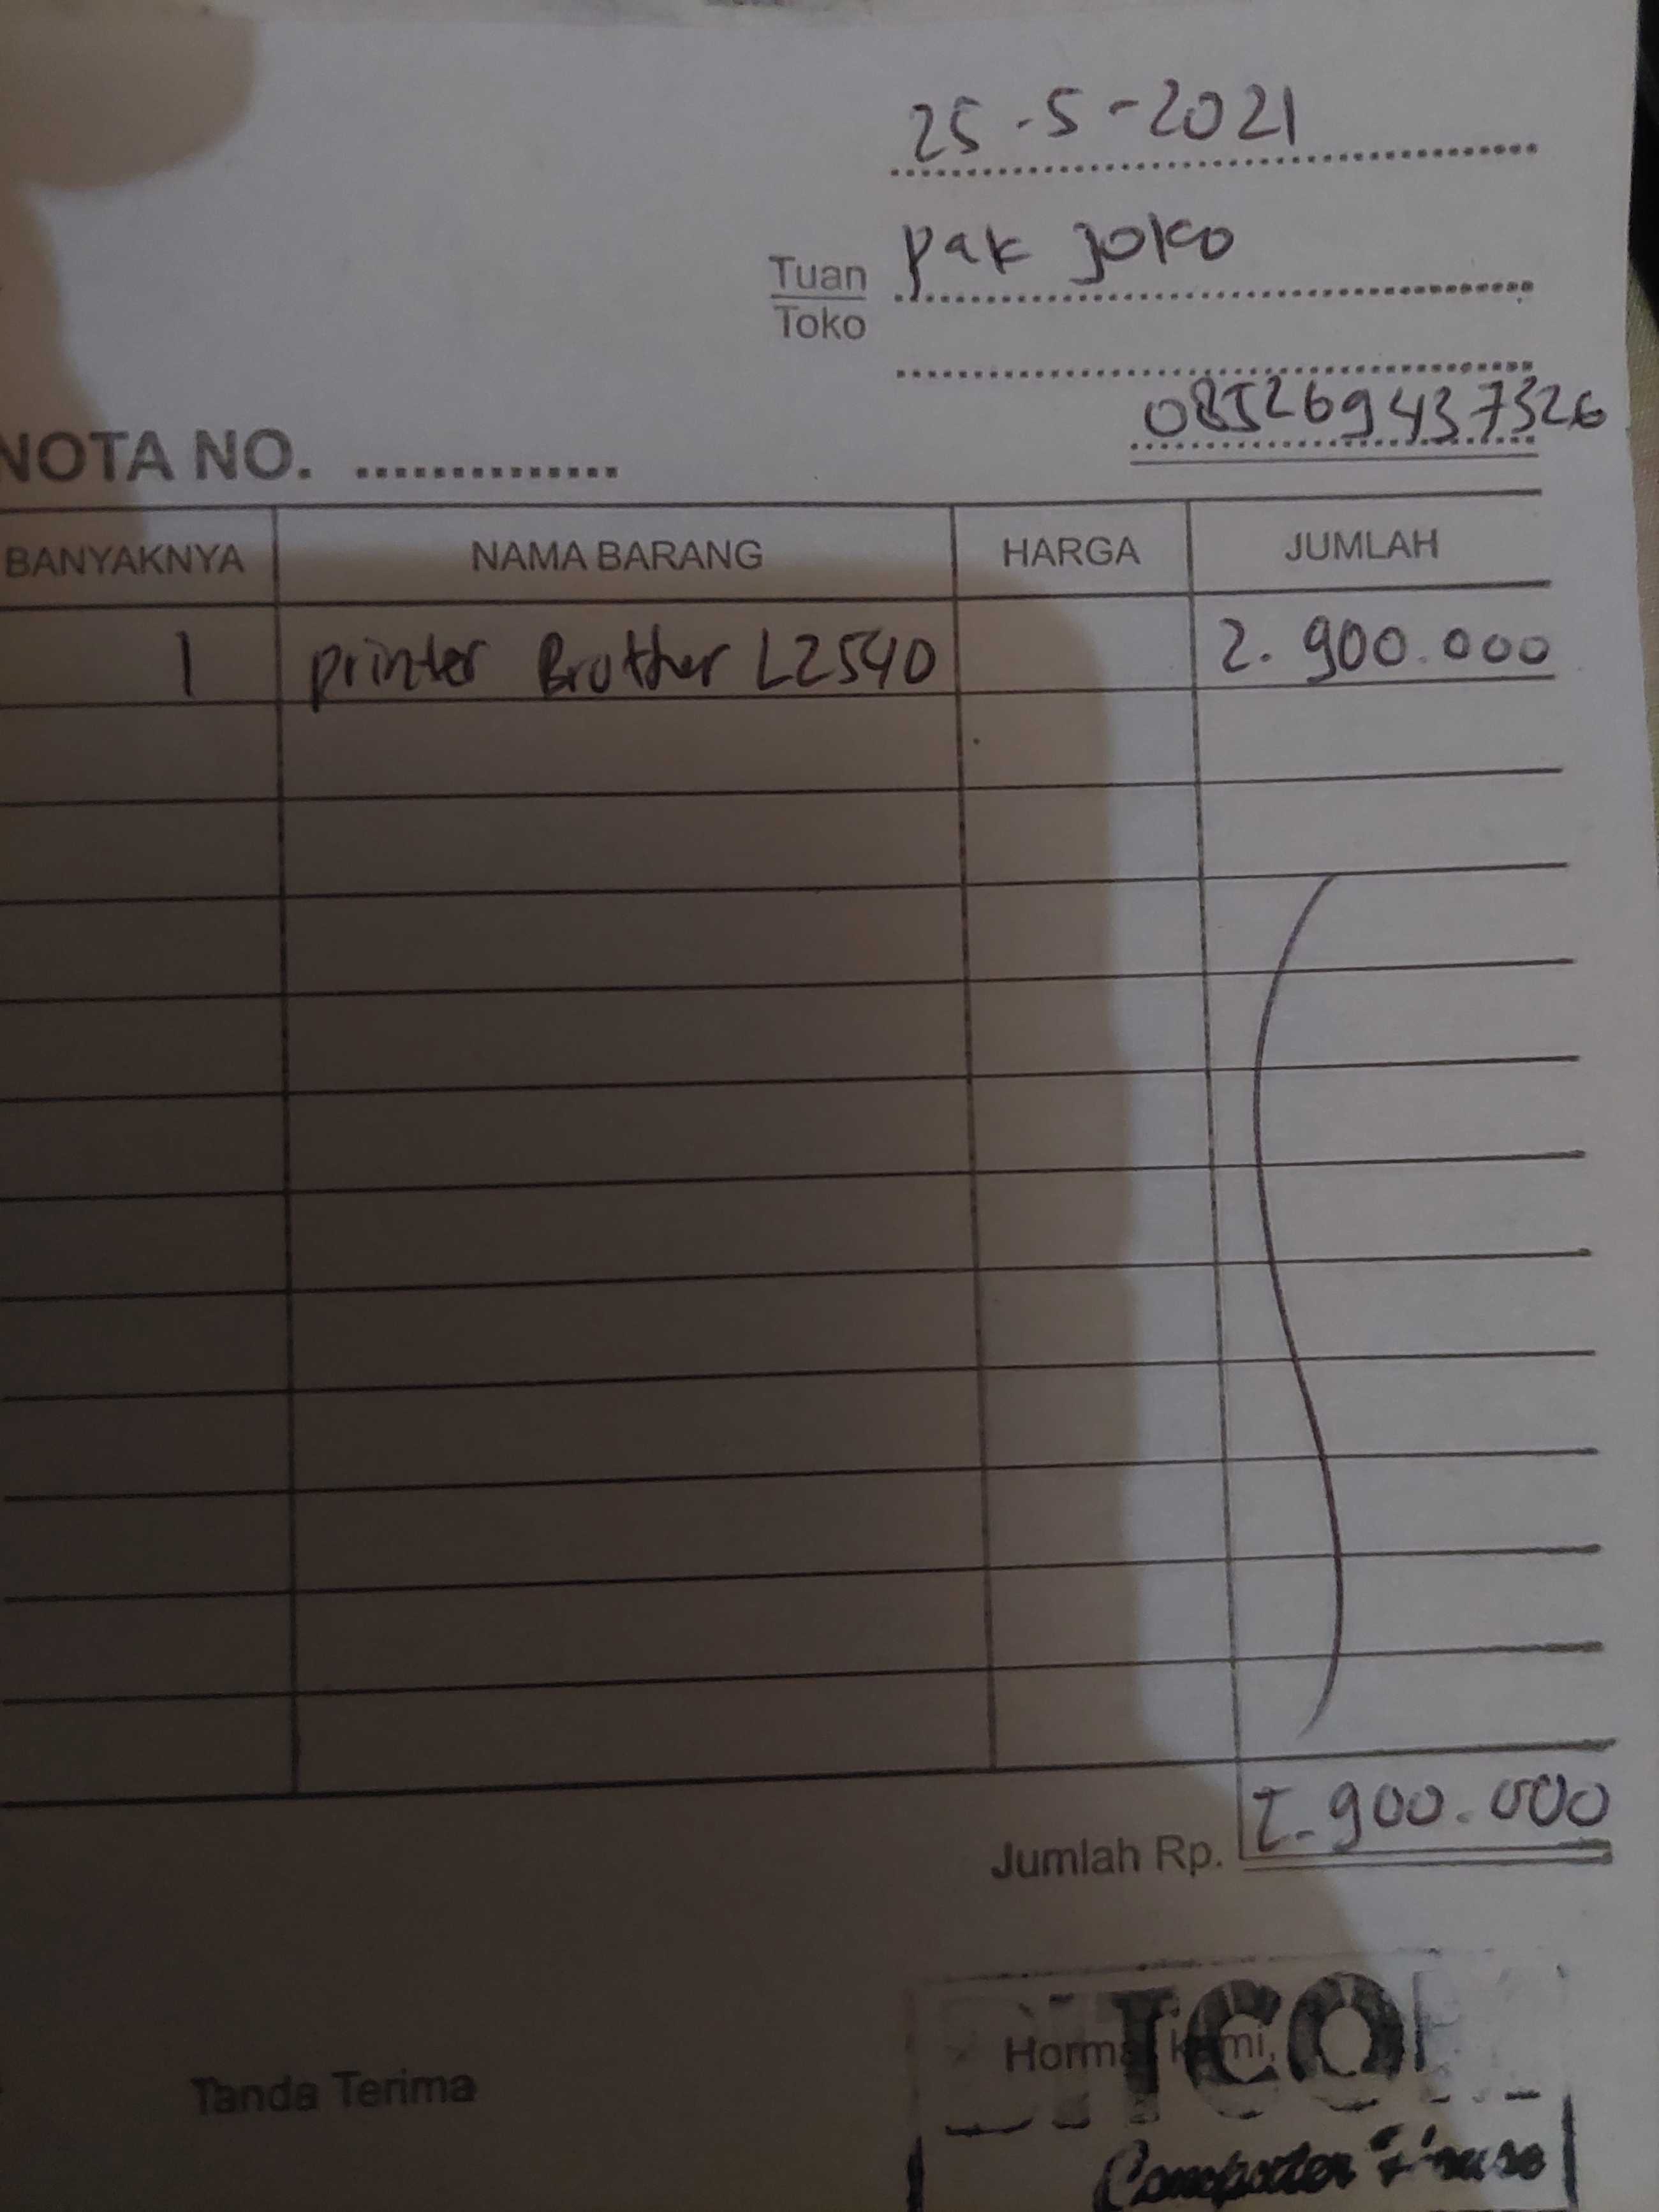 25-5-2021
Tuan
Toko
pak Joko
085269437326
NOTA NO. ..............
BANYAKNYA NAMA BARANG HARGA JUMLAH
1 printer Brother L2540 2.900.000
Jumlah Rp. 2.900.000
Tanda Terima
Hormat kami,
Computer